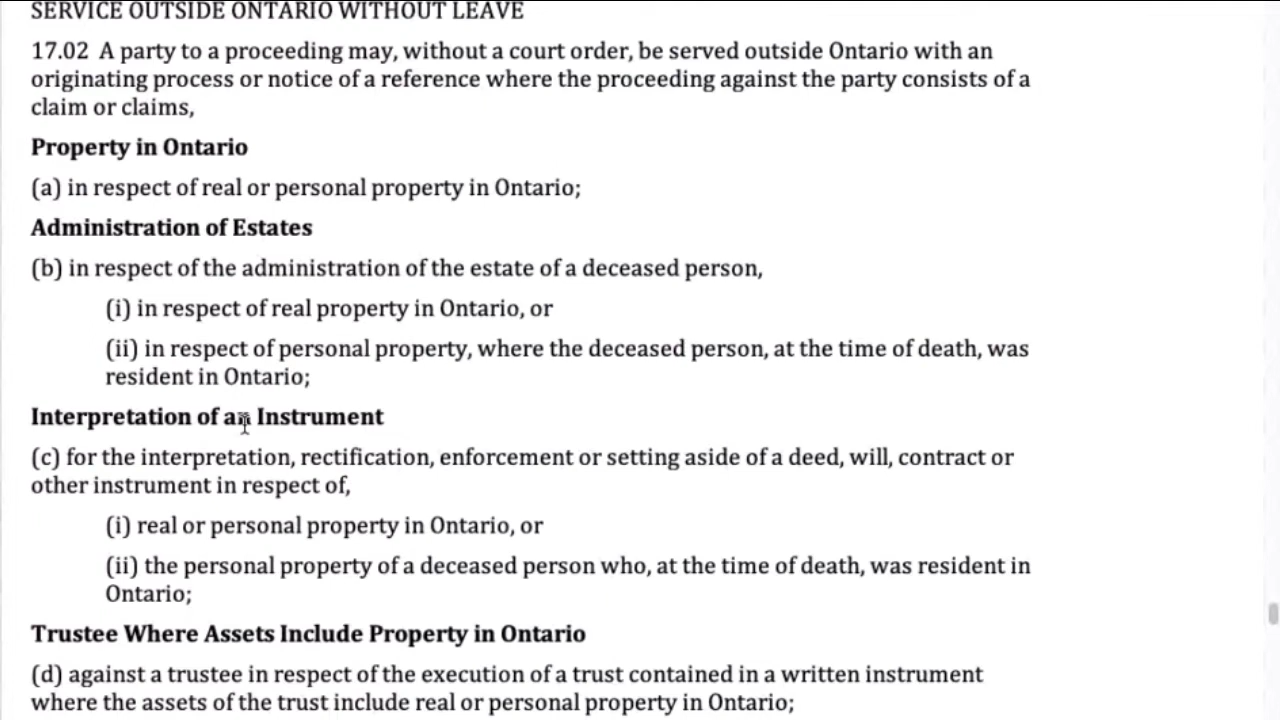 SERVICE OUTSIDE ONTARIO WITHOUT LEAVE
17.02 A party to a proceeding may, without a court order, be served outside Ontario with an
originating process or notice of a reference where the proceeding against the party consists of a
claim or claims,
Property in Ontario
(a) in respect of real or personal property in Ontario;
Administration of Estates
(b) in respect of the administration of the estate of a deceased person,
(i) in respect of real property in Ontario, or
(ii) in respect of personal property, where the deceased person, at the time of death, was
resident in Ontario;
Interpretation of an Instrument
(c) for the interpretation, rectification, enforcement or setting aside of a deed, will, contract or
other instrument in respect of,
(i) real or personal property in Ontario, or
(ii) the personal property of a deceased person who, at the time of death, was resident in
Ontario;
Trustee Where Assets Include Property in Ontario
(d) against a trustee in respect of the execution of a trust contained in a written instrument
where the assets of the trust include real or personal property in Ontario;